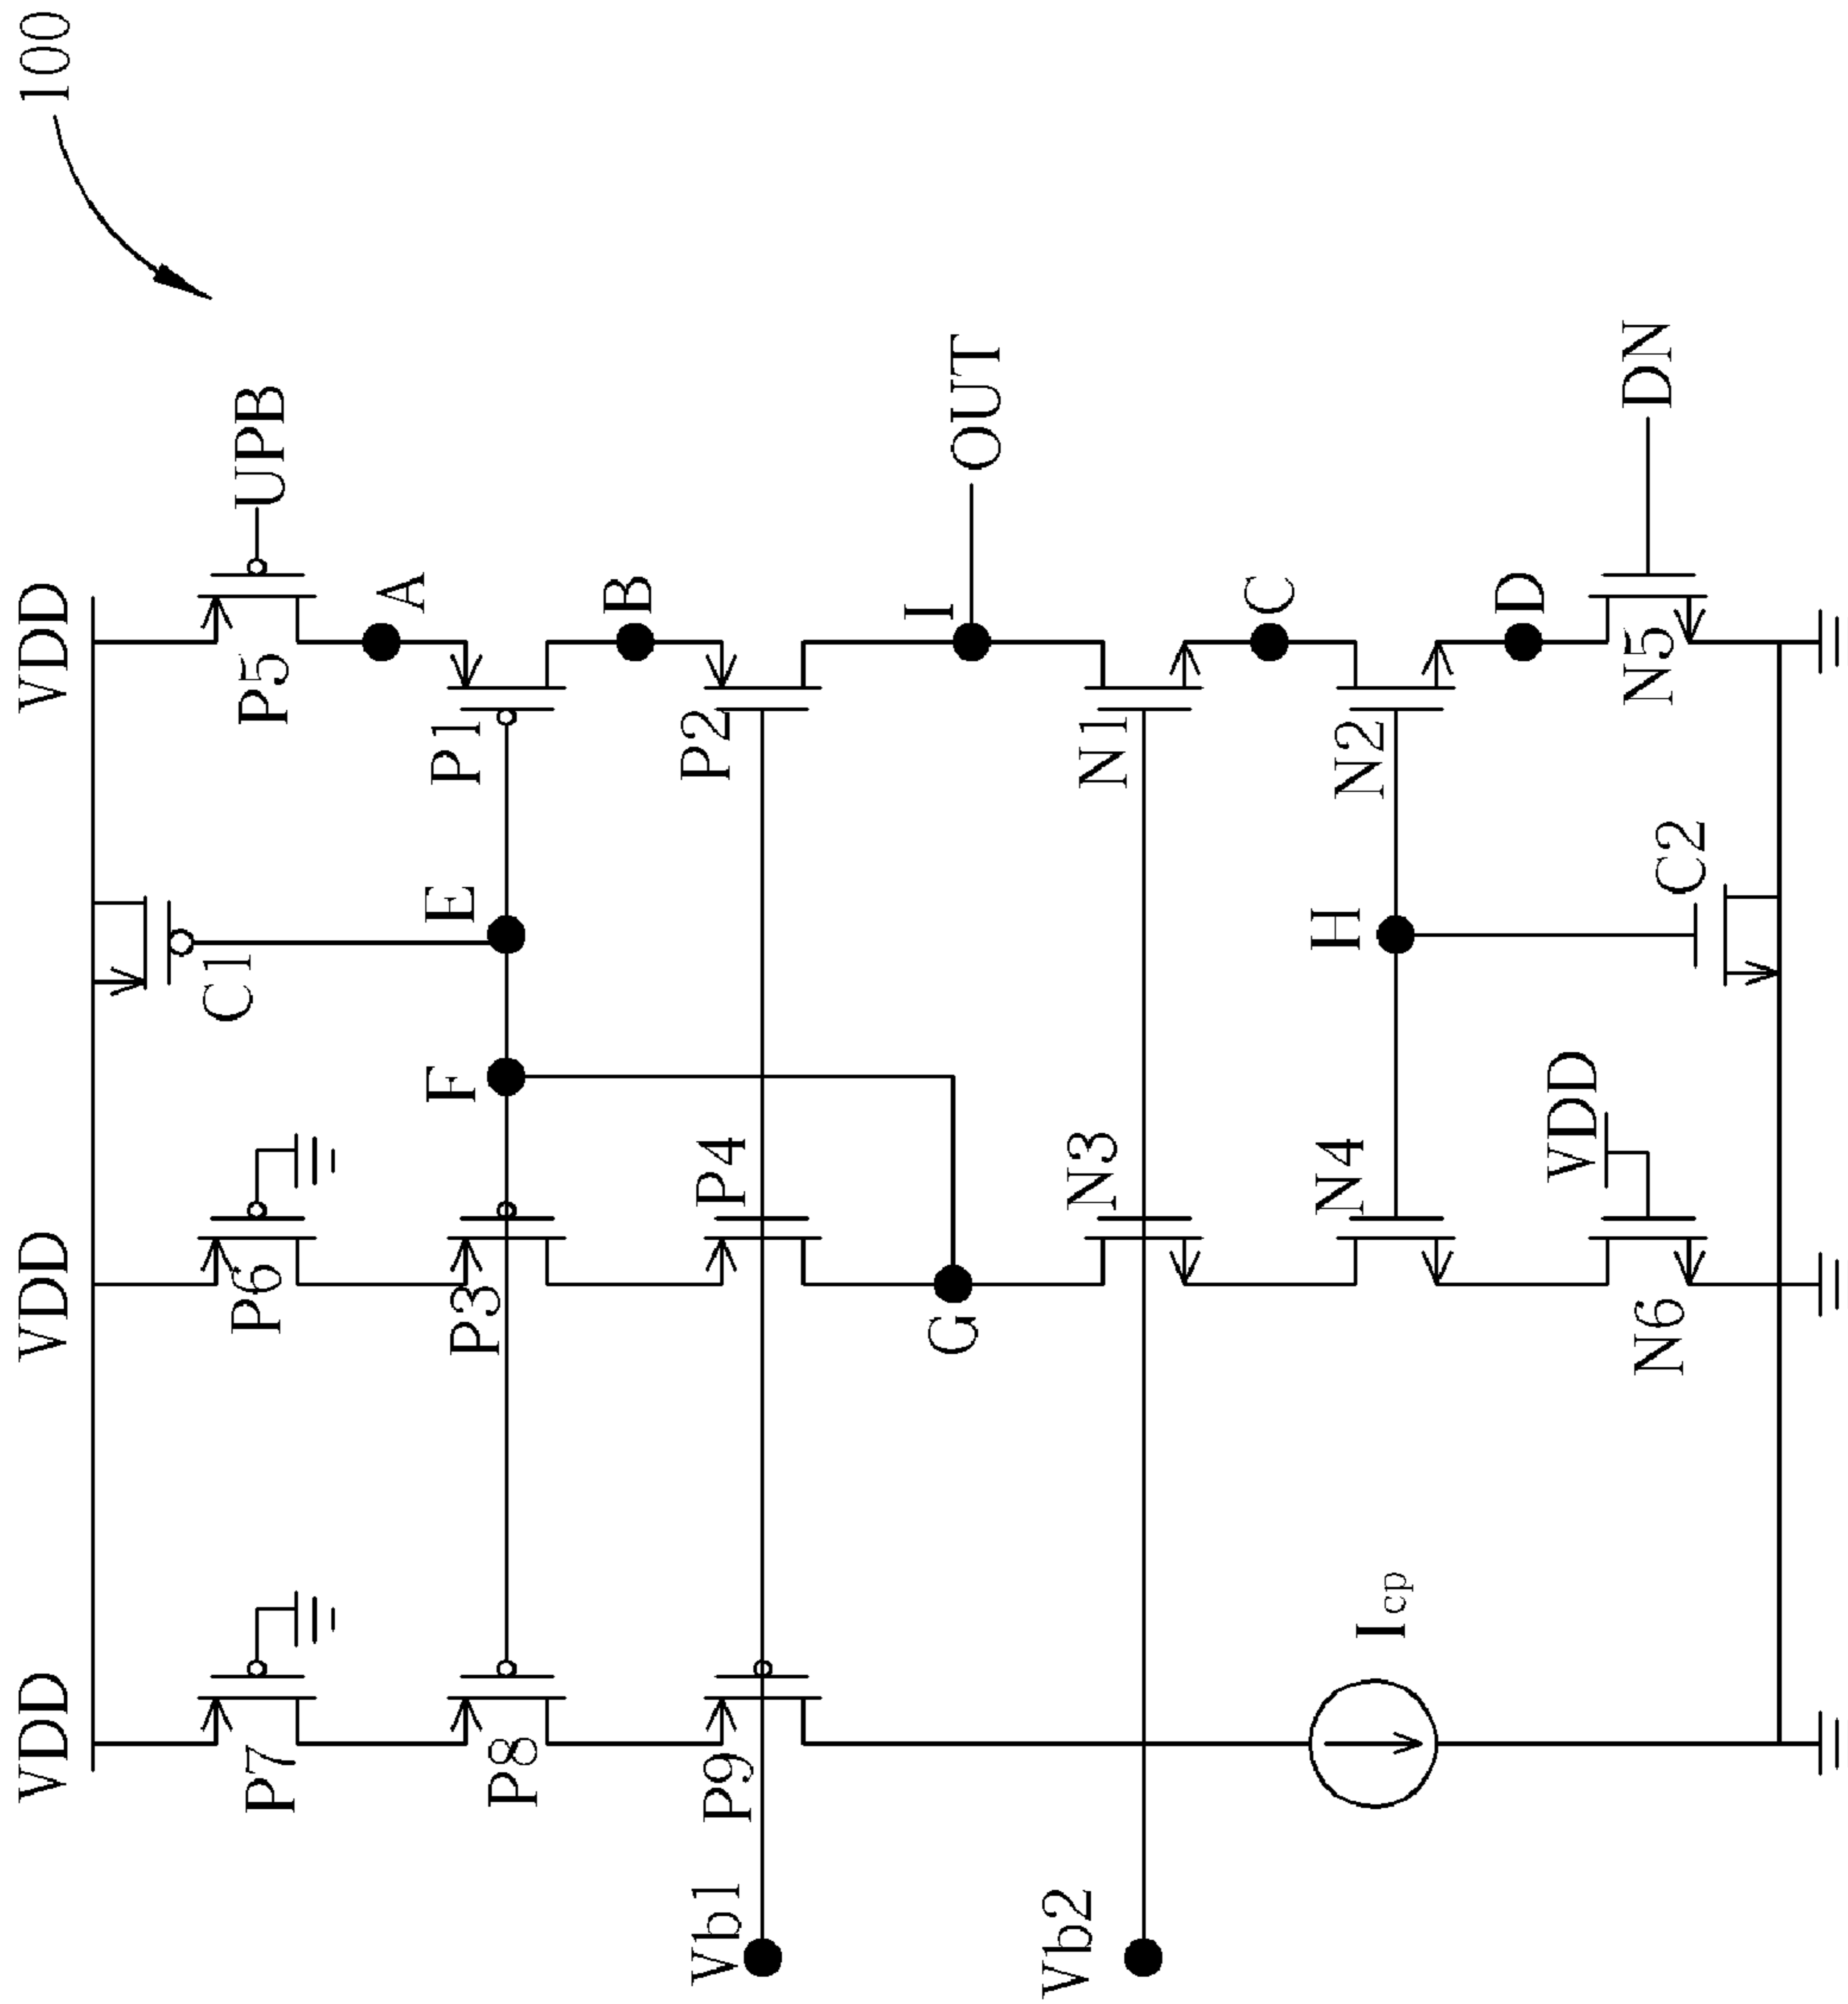 100
VDD
VDD
VDD
P7
P6
P5
UPB
C1
A
P8
P3
F
E
P1
B
Vb1
P9
P4
P2
G
I
OUT
Vb2
N3
N1
C
Icp
N4
H
N2
D
VDD
N6
C2
N5
DN